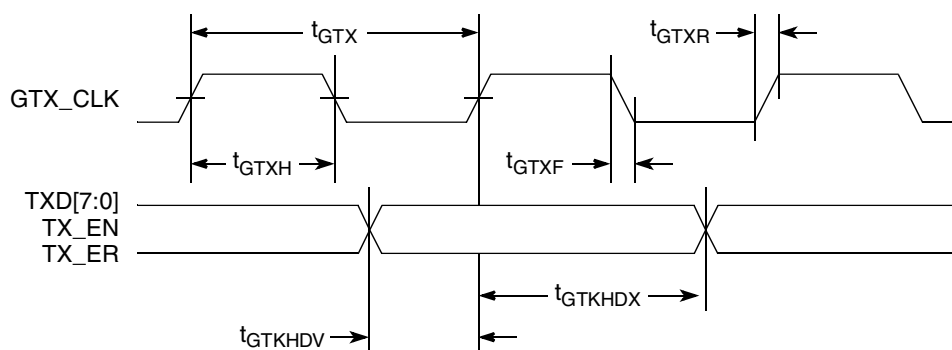 tGTX
tGTXR
GTX_CLK
tGTXH
tGTXF
TXD[7:0]
TX_EN
TX_ER
tGTKHDX
tGTKHDV